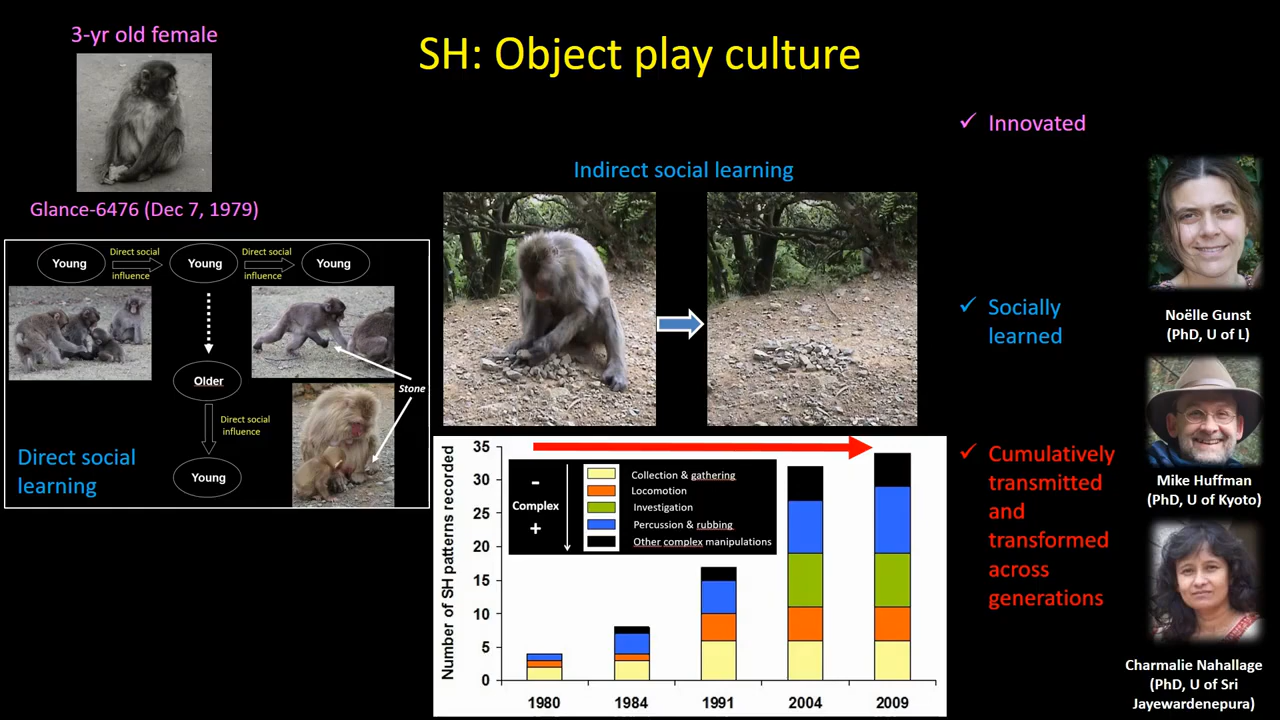 3-yr old female
SH: Object play culture
Glance-6476 (Dec 7, 1979)
Young
Direct social
influence
Young
Direct social
influence
Young
Older
Direct social
influence
Young
Stone
Direct social
learning
Indirect social learning
Number of SH patterns recorded
35
30
25
20
15
10
5
0
-
Complex
+
Collection & gathering
Locomotion
Investigation
Percussion & rubbing
Other complex manipulations
1980
1984
1991
2004
2009
✓ Innovated
✓ Socially
learned
✓ Cumulatively
transmitted
and
transformed
across
generations
Noëlle Gunst
(PhD, U of L)
Mike Huffman
(PhD, U of Kyoto)
Charmalie Nahallage
(PhD, U of Sri
Jayewardenepura)